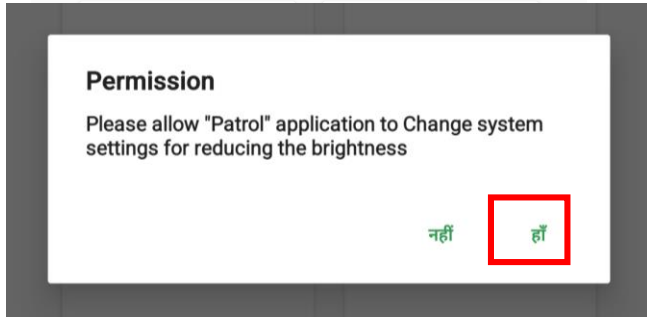 Permission
Please allow "Patrol" application to Change system
settings for reducing the brightness
नहीं हाँ